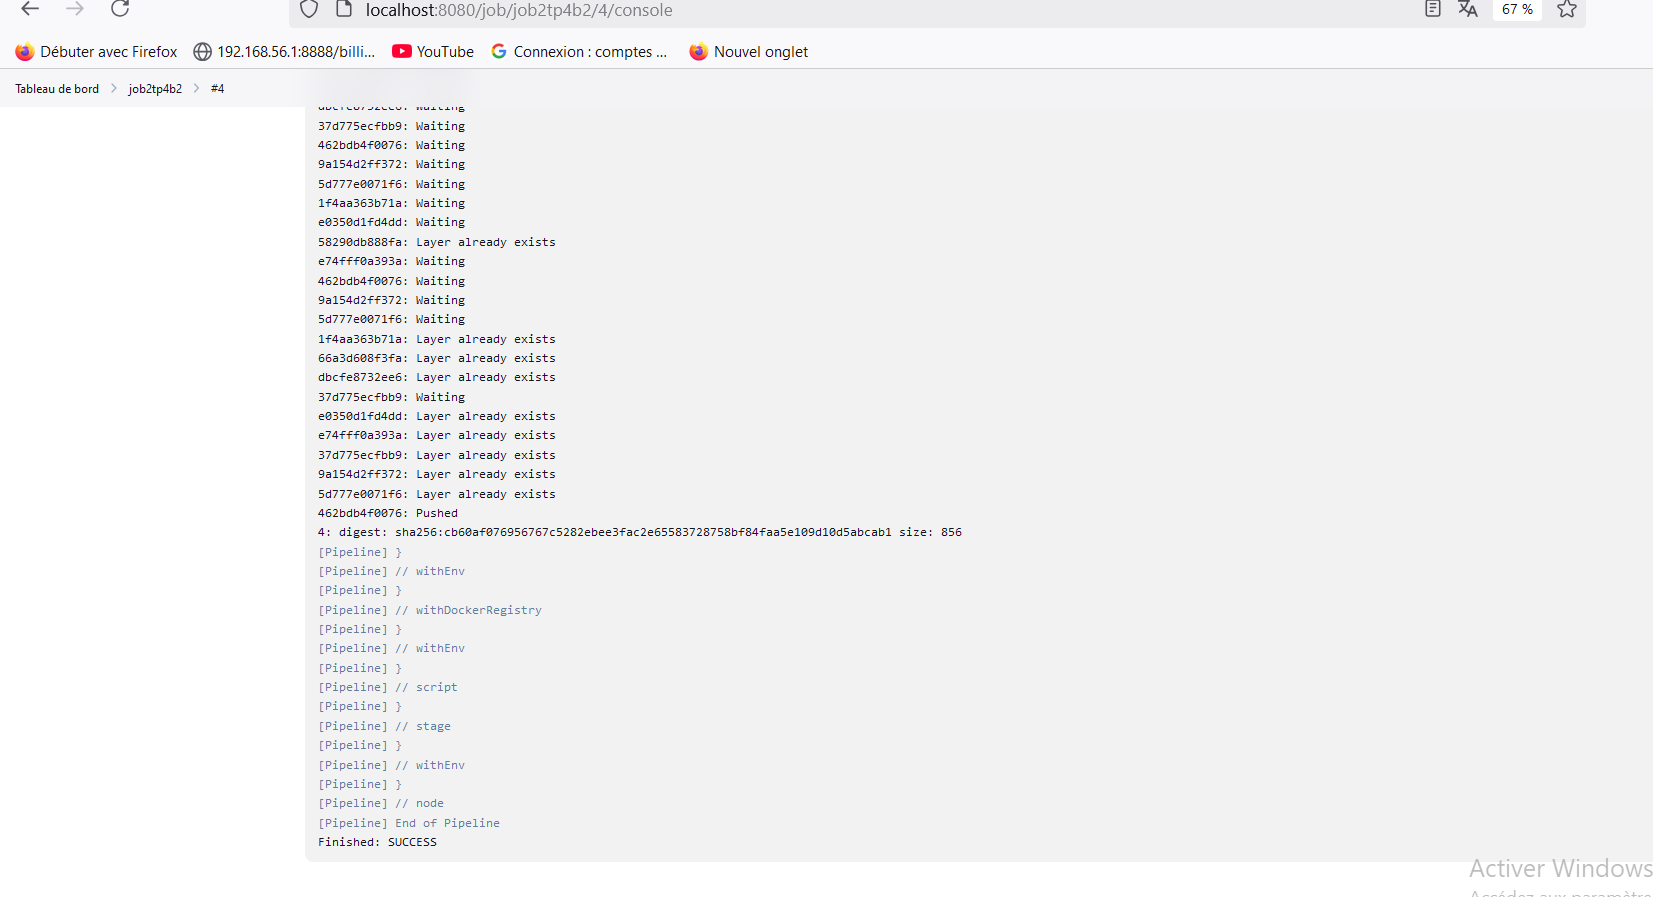 localhost:8080/job/job2tp4b2/4/console
67 %
Débuter avec Firefox
192.168.56.1:8888/billi...
YouTube
Connexion : comptes ...
Nouvel onglet
Tableau de bord > job2tp4b2 > #4
dbcfe8732ee6: Waiting
37d775ecfbb9: Waiting
462bdb4f0076: Waiting
9a154d2ff372: Waiting
5d777e0071f6: Waiting
1f4aa363b71a: Waiting
e0350d1fd4dd: Waiting
58290db888fa: Layer already exists
e74fff0a393a: Waiting
462bdb4f0076: Waiting
9a154d2ff372: Waiting
5d777e0071f6: Waiting
1f4aa363b71a: Layer already exists
66a3d608f3fa: Layer already exists
dbcfe8732ee6: Layer already exists
37d775ecfbb9: Waiting
e0350d1fd4dd: Layer already exists
e74fff0a393a: Layer already exists
37d775ecfbb9: Layer already exists
9a154d2ff372: Layer already exists
5d777e0071f6: Layer already exists
462bdb4f0076: Pushed
4: digest: sha256:cb60af076956767c5282ebee3fac2e65583728758bf84faa5e109d10d5abcab1 size: 856
[Pipeline] }
[Pipeline] // withEnv
[Pipeline] }
[Pipeline] // withDockerRegistry
[Pipeline] }
[Pipeline] // withEnv
[Pipeline] }
[Pipeline] // script
[Pipeline] }
[Pipeline] // stage
[Pipeline] }
[Pipeline] // withEnv
[Pipeline] }
[Pipeline] // node
[Pipeline] End of Pipeline
Finished: SUCCESS
Activer Windows
Accédez aux paramètre